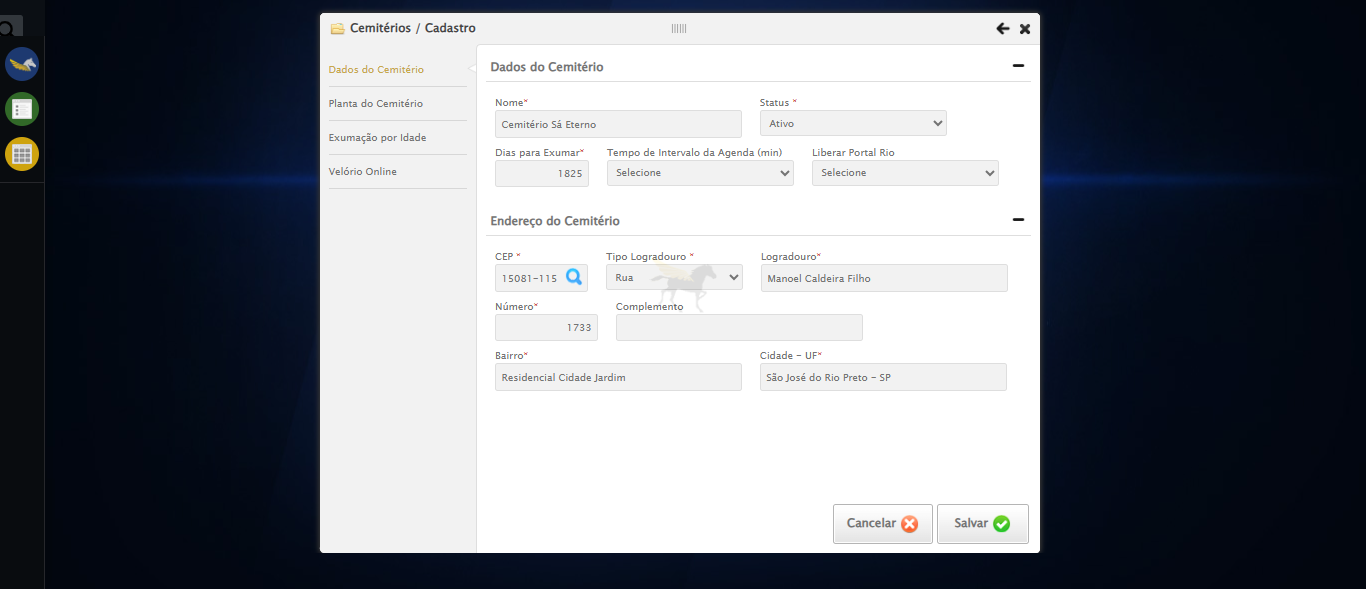 Cemitérios / Cadastro
Dados do Cemitério
Planta do Cemitério
Exumação por Idade
Velório Online
Dados do Cemitério
Nome* Status *
Cemitério Sá Eterno Ativo
Dias para Exumar* Tempo de Intervalo da Agenda (min) Liberar Portal Rio
1825 Selecione Selecione
Endereço do Cemitério
CEP * Tipo Logradouro * Logradouro*
15081-115 Rua Manoel Caldeira Filho
Número* Complemento
1733
Bairro* Cidade - UF*
Residencial Cidade Jardim São José do Rio Preto - SP
Cancelar Salvar